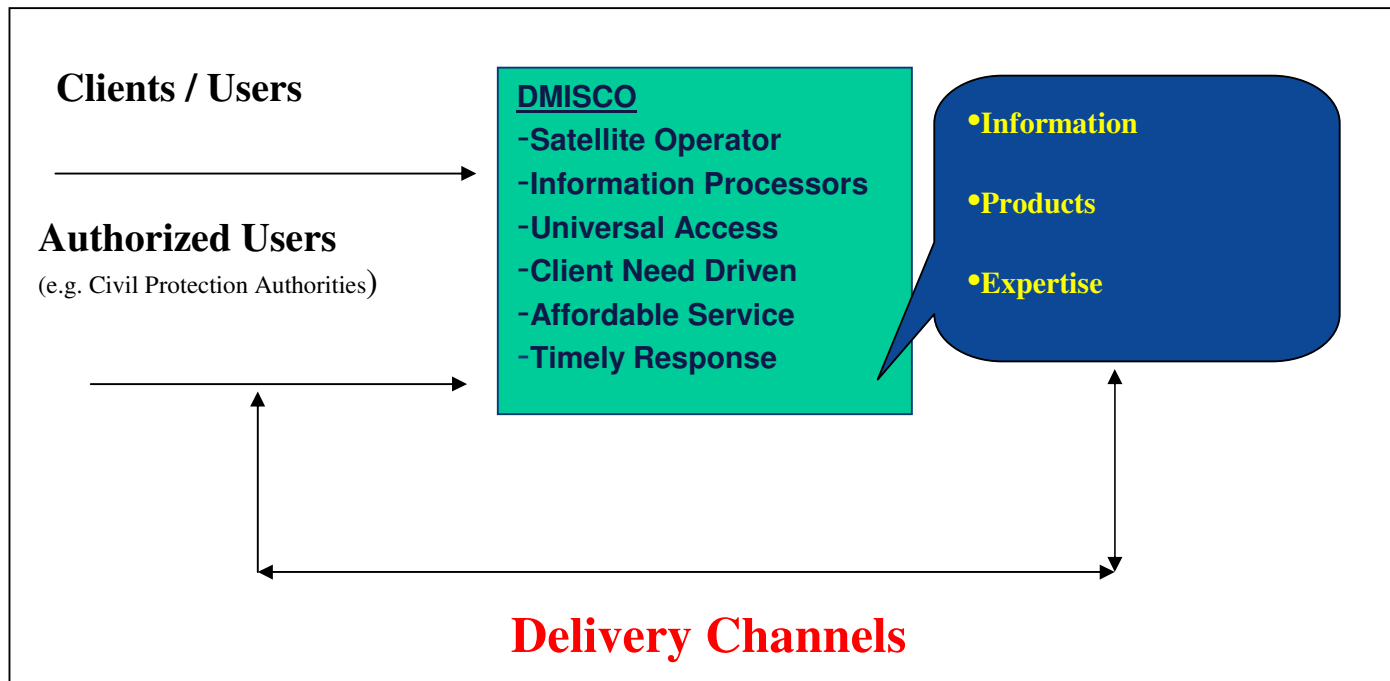 Clients / Users
Authorized Users
(e.g. Civil Protection Authorities)
DMISCO
-Satellite Operator
-Information Processors
-Universal Access
-Client Need Driven
-Affordable Service
-Timely Response
•Information
•Products
•Expertise
Delivery Channels